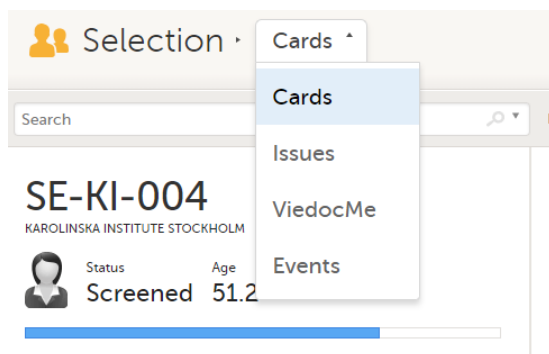 Selection
Cards
Cards
Search
Issues
SE-KI-004
ViedocMe
KAROLINSKA INSTITUTE STOCKHOLM
Status Age
Events
Screened 51.2